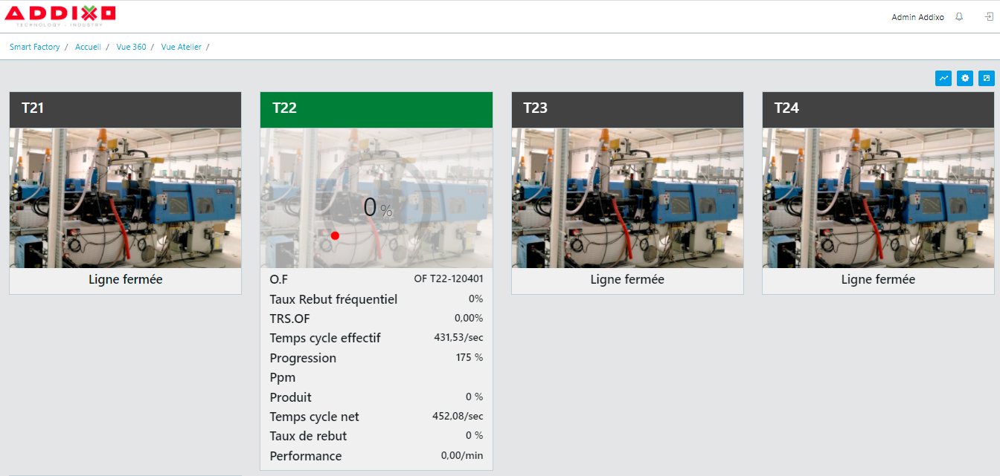 ADDIXO
TECHNOLOGY - INDUSTRY
Admin Addixo
Smart Factory / Accueil / Vue 360 / Vue Atelier /
T21
T22
T23
T24
0 %
Ligne fermée
O.F OF T22-120401
Taux Rebut fréquentiel 0%
TRS.OF 0,00%
Temps cycle effectif 431,53/sec
Progression 175 %
Ppm
Produit 0 %
Temps cycle net 452,08/sec
Taux de rebut 0 %
Performance 0,00/min
Ligne fermée
Ligne fermée